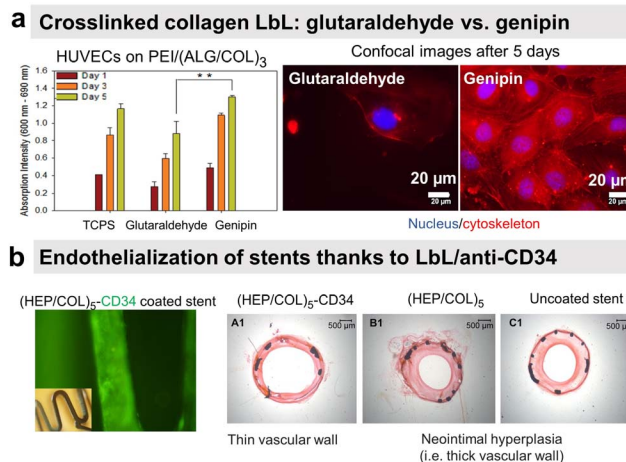 a Crosslinked collagen LbL: glutaraldehyde vs. genipin
HUVECs on PEI/(ALG/COL)3
Absorption Intensity (600 nm - 690 nm)
1.6
1.4
1.2
1.0
0.8
0.6
0.4
0.2
0.0
Day 1
Day 3
Day 5
**
TCPS Glutaraldehyde Genipin
Confocal images after 5 days
Glutaraldehyde
20 µm
20 µm
Genipin
20 µm
20 µm
Nucleus/cytoskeleton
b Endothelialization of stents thanks to LbL/anti-CD34
(HEP/COL)5-CD34 coated stent
(HEP/COL)5-CD34
A1
500 µm
(HEP/COL)5
B1
500 µm
Uncoated stent
C1
500 µm
Thin vascular wall
Neointimal hyperplasia
(i.e. thick vascular wall)